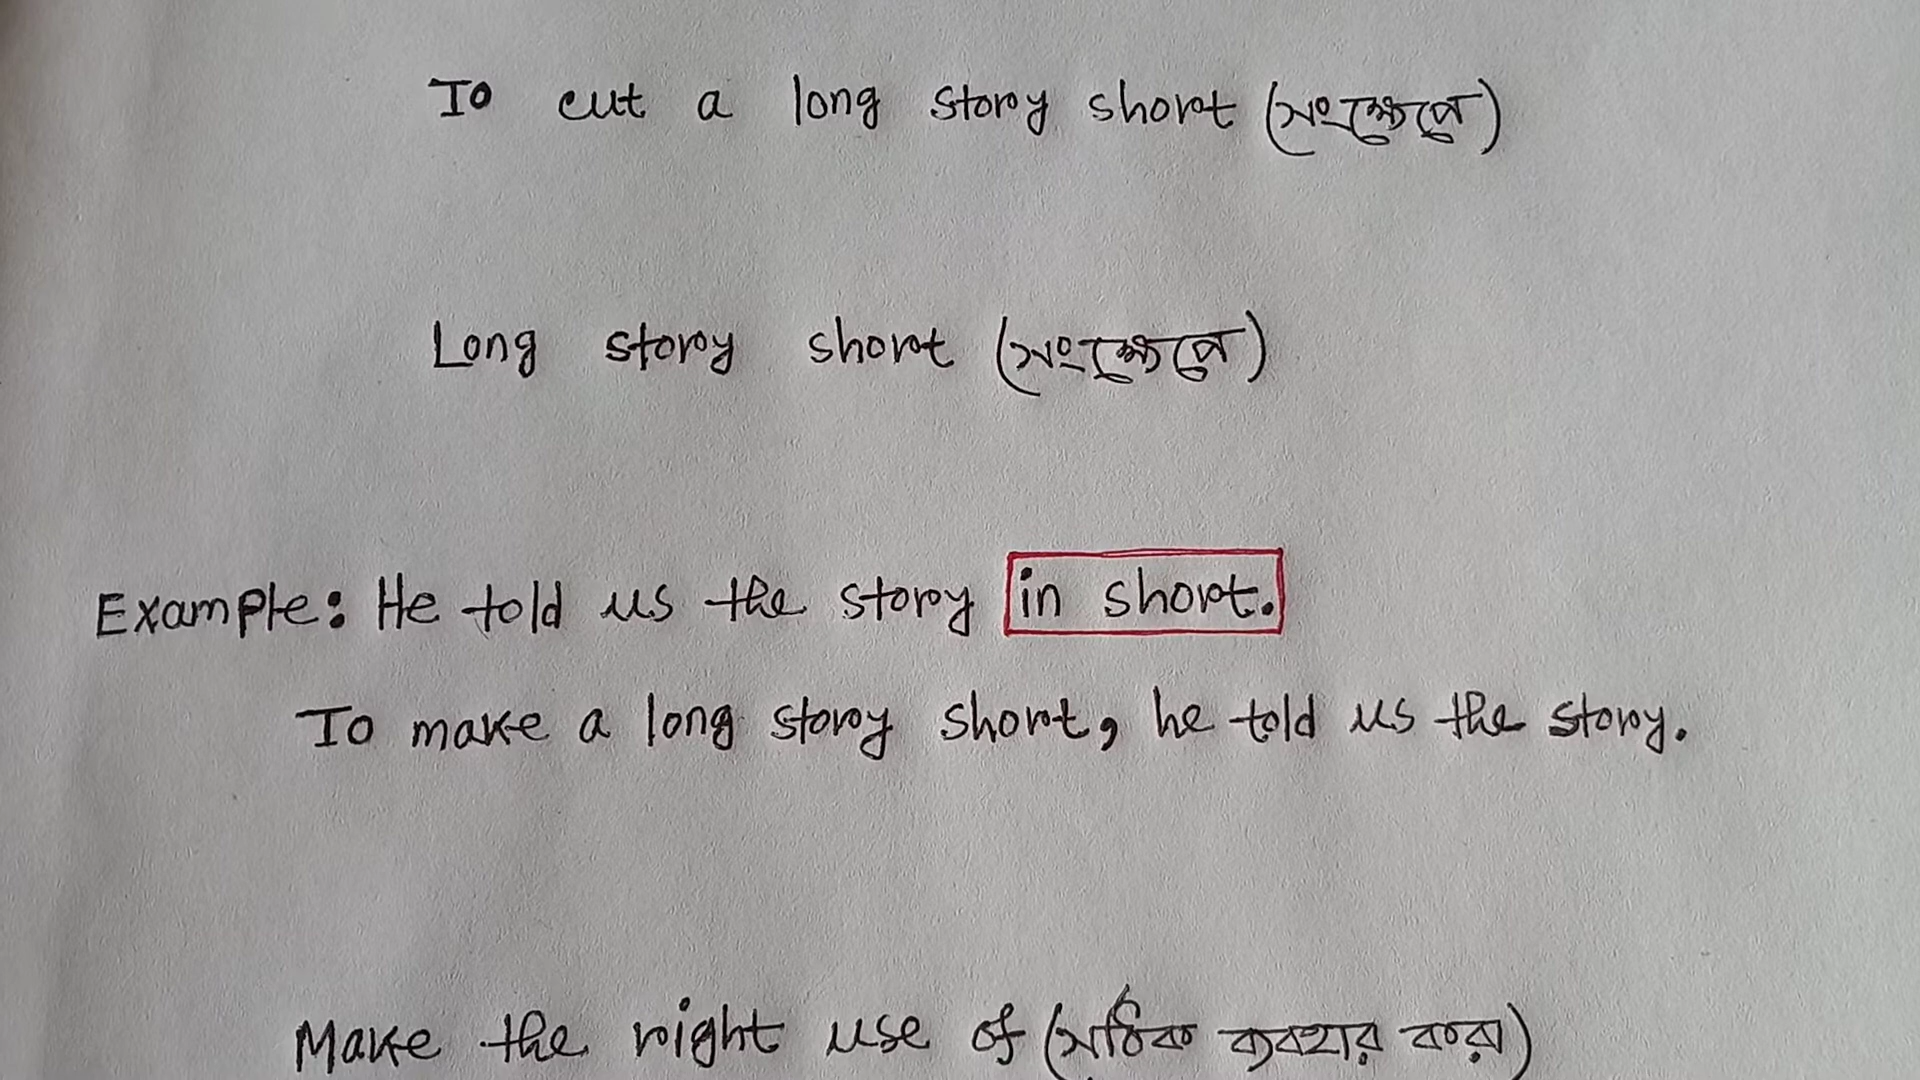 To cut a long story short (সংক্ষেপে)
Long story short (সংক্ষেপে)
Example: He told us the story in short.
To make a long story short, he told us the story.
Make the right use of (সঠিক ব্যবহার করা)